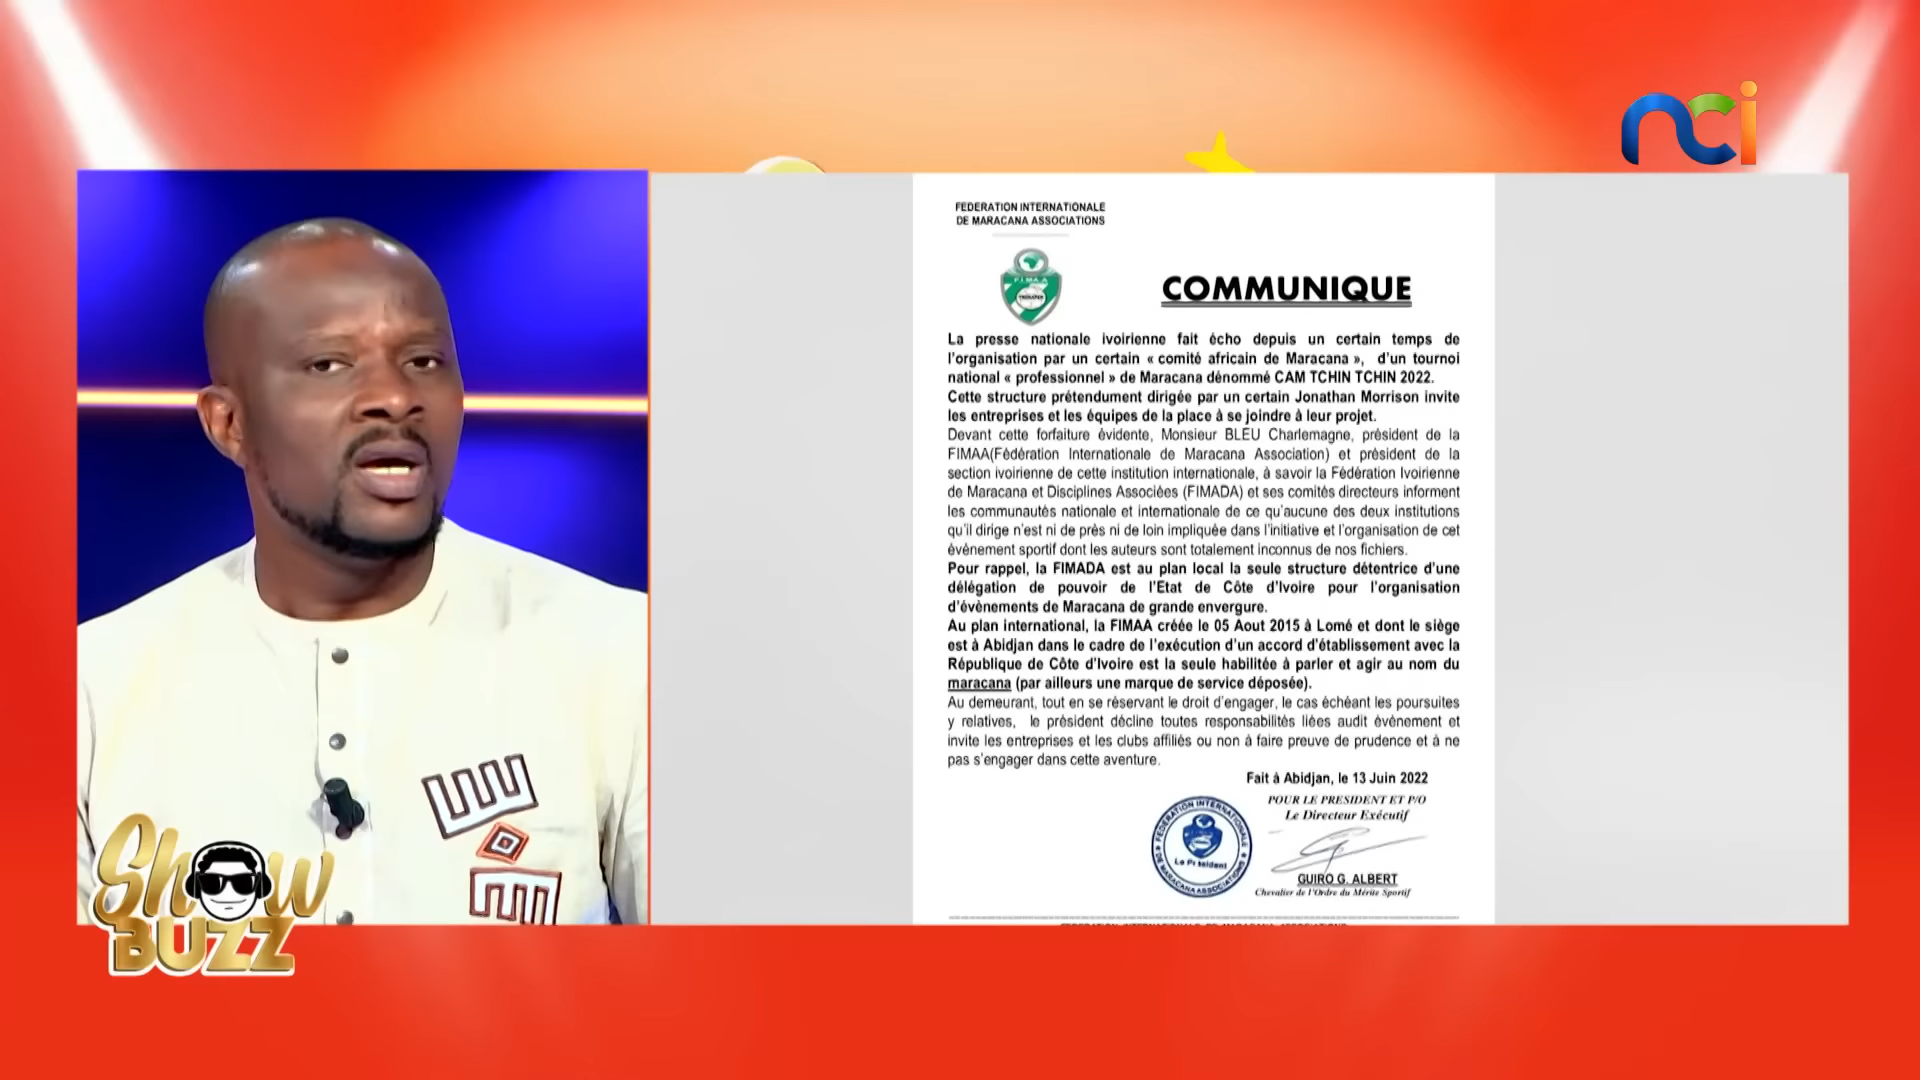 nci
FEDERATION INTERNATIONALE
DE MARACANA ASSOCIATIONS
FIMAA
COMMUNIQUE
La presse nationale ivoirienne fait écho depuis un certain temps de
l'organisation par un certain « comité africain de Maracana », d'un tournoi
national « professionnel » de Maracana dénommé CAM TCHIN TCHIN 2022.
Cette structure prétendument dirigée par un certain Jonathan Morrison invite
les entreprises et les équipes de la place à se joindre à leur projet.
Devant cette forfaiture évidente, Monsieur BLEU Charlemagne, président de la
FIMAA(Fédération Internationale de Maracana Association) et président de la
section ivoirienne de cette institution internationale, à savoir la Fédération Ivoirienne
de Maracana et Disciplines Associées (FIMADA) et ses comités directeurs informent
les communautés nationale et internationale de ce qu'aucune des deux institutions
qu'il dirige n'est ni de près ni de loin impliquée dans l'initiative et l'organisation de cet
évènement sportif dont les auteurs sont totalement inconnus de nos fichiers.
Pour rappel, la FIMADA est au plan local la seule structure détentrice d'une
délégation de pouvoir de l'Etat de Côte d'Ivoire pour l'organisation
d'évènements de Maracana de grande envergure.
Au plan international, la FIMAA créée le 05 Aout 2015 à Lomé et dont le siège
est à Abidjan dans le cadre de l'exécution d'un accord d'établissement avec la
République de Côte d'Ivoire est la seule habilitée à parler et agir au nom du
maracana (par ailleurs une marque de service déposée).
Au demeurant, tout en se réservant le droit d'engager, le cas échéant les poursuites
y relatives, le président décline toutes responsabilités liées audit évènement et
invite les entreprises et les clubs affiliés ou non à faire preuve de prudence et à ne
pas s'engager dans cette aventure.
Fait à Abidjan, le 13 Juin 2022
POUR LE PRESIDENT ET P/O
Le Directeur Exécutif
FEDERATION INTERNATIONALE
Le Président
DE MARACANA ASSOCIATIONS
GUIRO G. ALBERT
Chevalier de l'Ordre du Mérite Sportif
Show
BUZZ